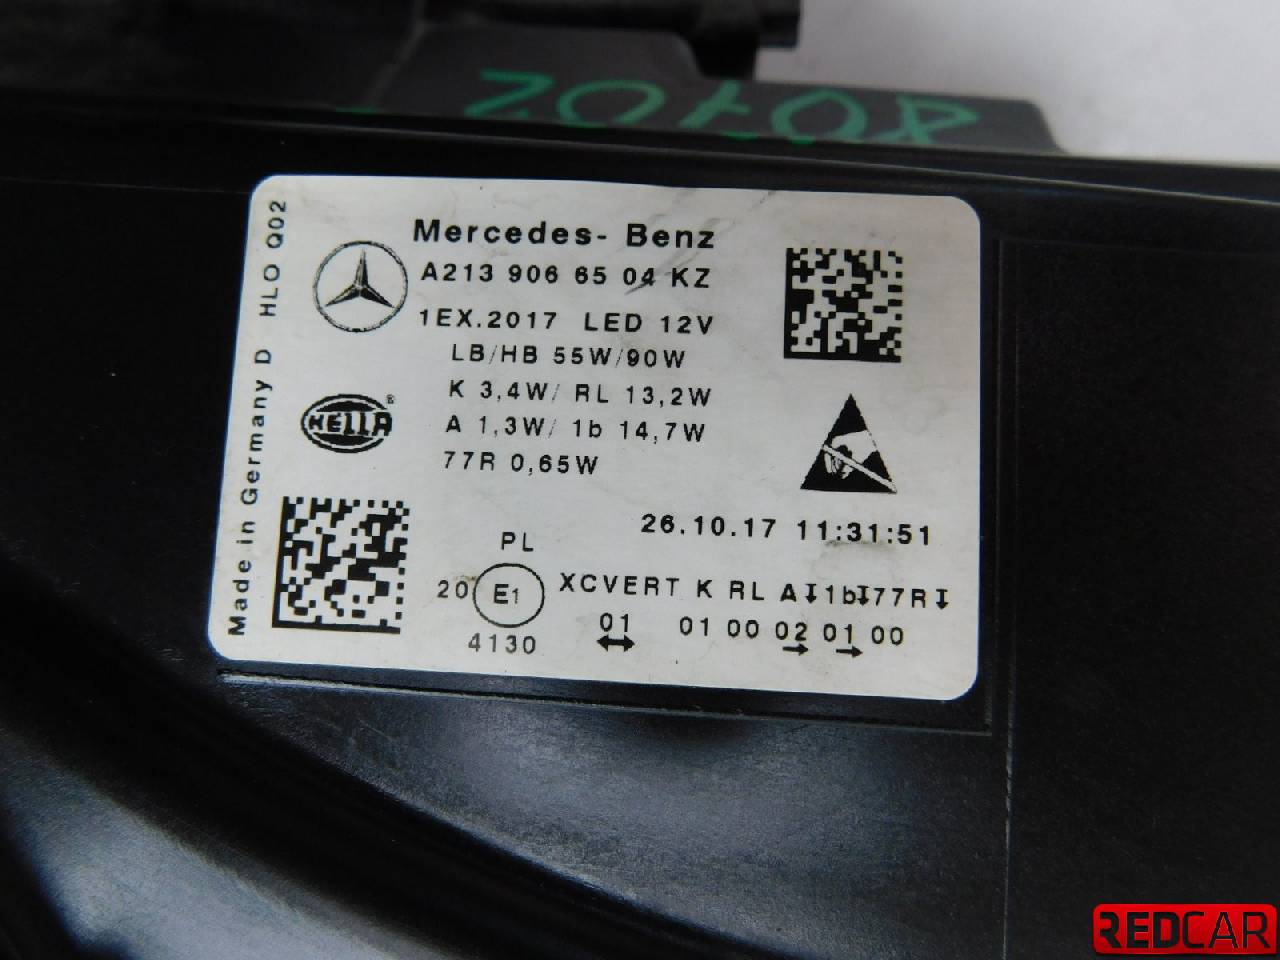 20702
HLO Q02
Made in Germany D
Mercedes- Benz
A213 906 65 04 KZ
1EX.2017 LED 12V
LB/HB 55W/90W
K 3,4W/ RL 13,2W
A 1,3W/ 1b 14,7W
77R 0,65W
HELLA®
26.10.17 11:31:51
PL
20 E1 XCVERT K RL A↧1b↧77R↧
4130
01 01 00 02 01 00
↔ → →
REDCAR